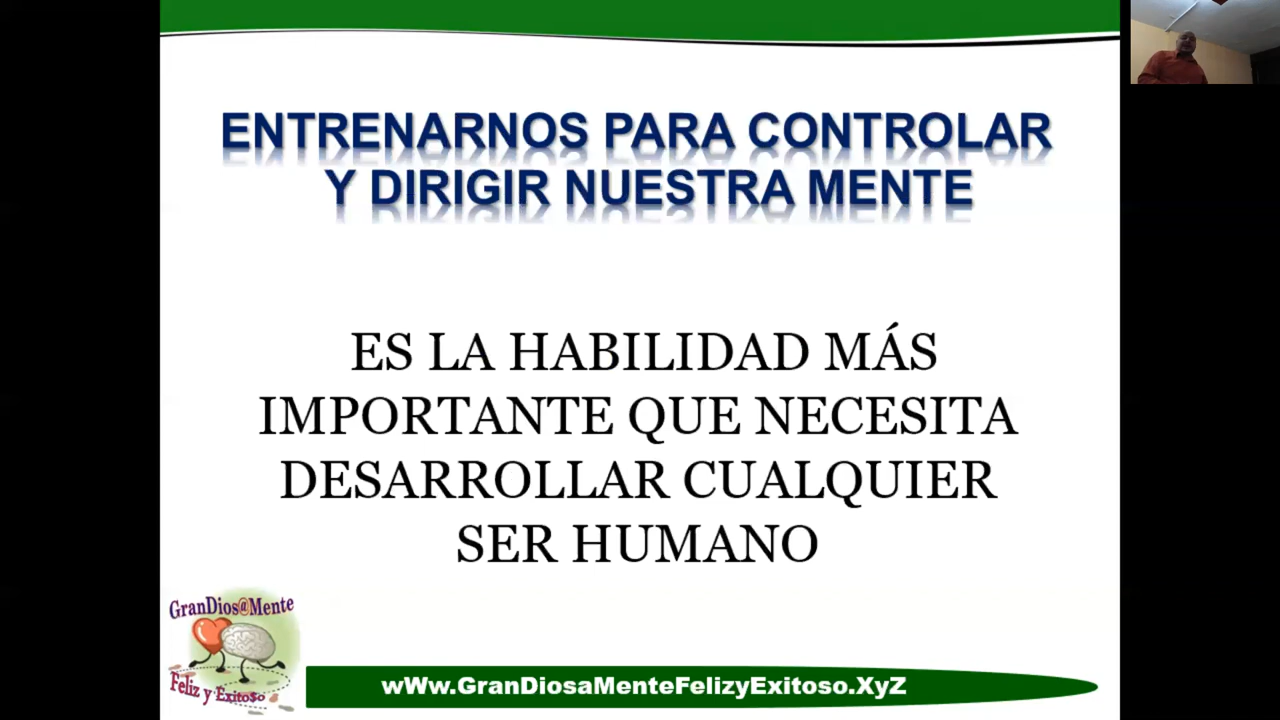 ENTRENARNOS PARA CONTROLAR
Y DIRIGIR NUESTRA MENTE
ES LA HABILIDAD MÁS
IMPORTANTE QUE NECESITA
DESARROLLAR CUALQUIER
SER HUMANO
GranDios@Mente
Feliz y Exito$o
wWw.GranDiosaMenteFelizyExitoso.XyZ